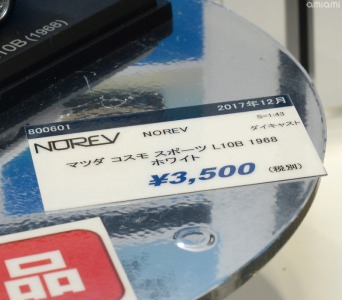 amiami
10B (1968)
2017年12月
800601
S=1:43
NOREV
NOREV
ダイキャスト
マツダ コスモ スポーツ L10B 1968
ホワイト
¥3,500 (税別)
品